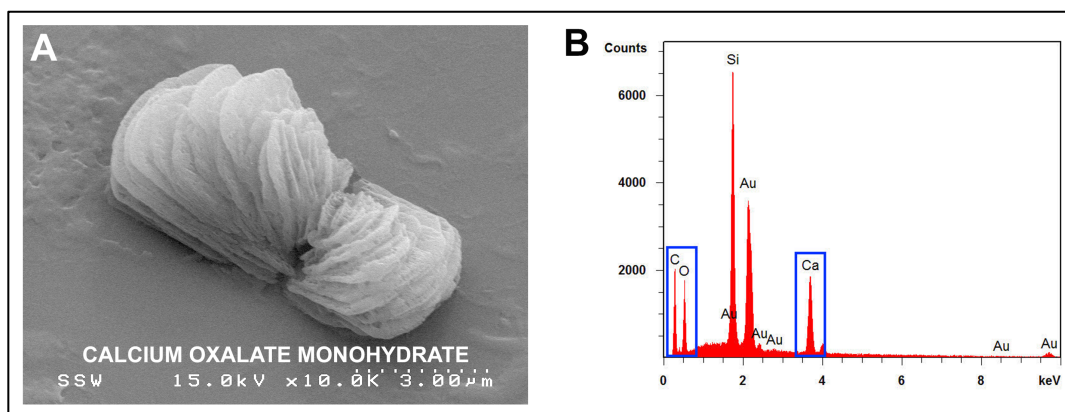 A
CALCIUM OXALATE MONOHYDRATE
SSW 15.0kV x10.0K 3.00μm
B
Counts
6000
4000
2000
Si
Au
C
O
Ca
Au
Au
Au
Au
Au
0 2 4 6 8 keV